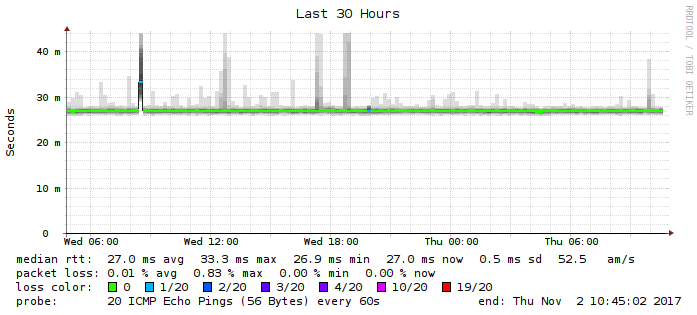 Last 30 Hours
RRDTOOL / TOBI OETIKER
Seconds
40 m
30 m
20 m
10 m
0
Wed 06:00 Wed 12:00 Wed 18:00 Thu 00:00 Thu 06:00
median rtt: 27.0 ms avg 33.3 ms max 26.9 ms min 27.0 ms now 0.5 ms sd 52.5 am/s
packet loss: 0.01 % avg 0.83 % max 0.00 % min 0.00 % now
loss color: 0 1/20 2/20 3/20 4/20 10/20 19/20
probe: 20 ICMP Echo Pings (56 Bytes) every 60s end: Thu Nov 2 10:45:02 2017